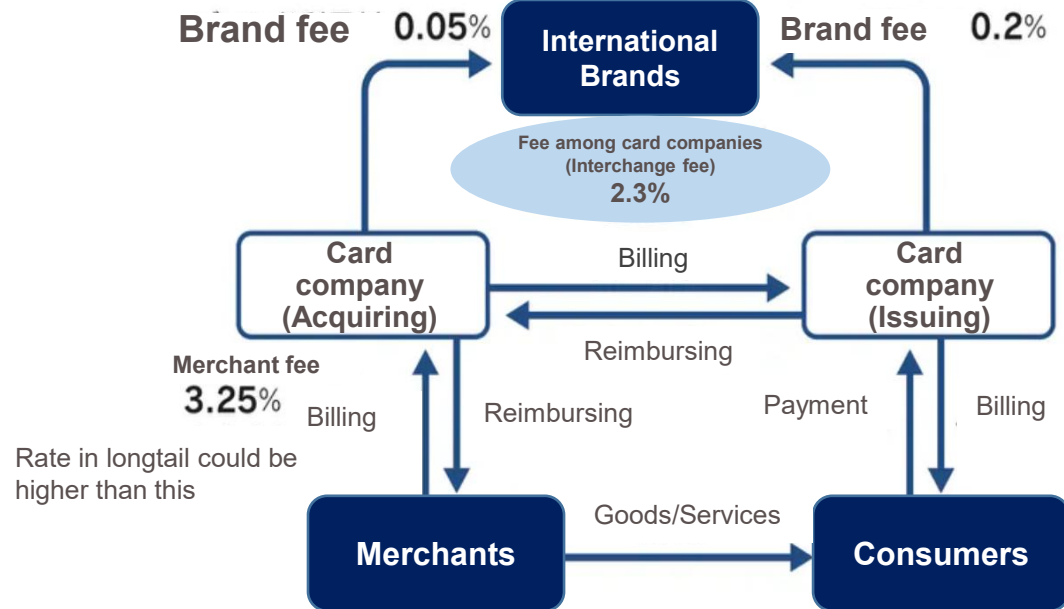 Brand fee 0.05%
International
Brands
Brand fee 0.2%
Fee among card companies
(Interchange fee)
2.3%
Card
company
(Acquiring)
Billing
Reimbursing
Card
company
(Issuing)
Merchant fee
3.25%
Billing
Reimbursing
Payment
Billing
Rate in longtail could be
higher than this
Merchants
Goods/Services
Consumers